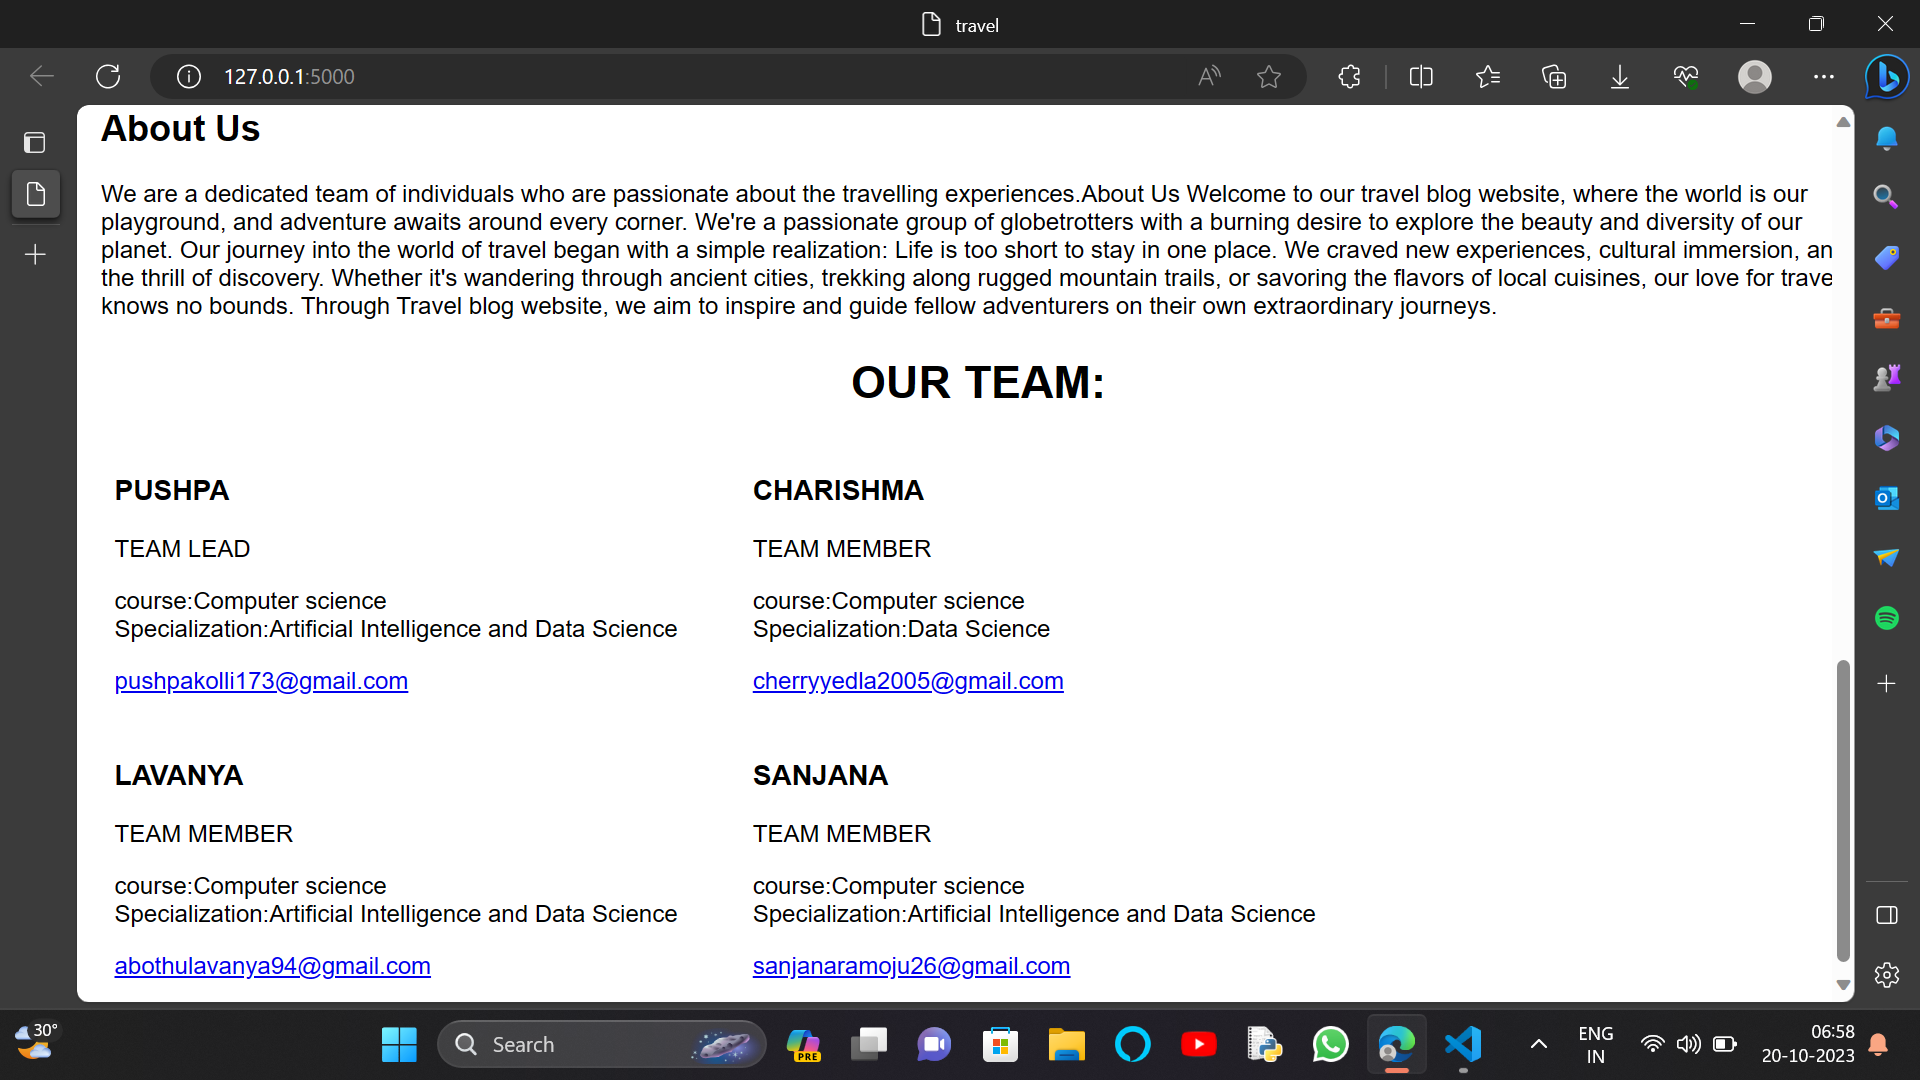 travel
127.0.0.1:5000
About Us
We are a dedicated team of individuals who are passionate about the travelling experiences.About Us Welcome to our travel blog website, where the world is our
playground, and adventure awaits around every corner. We're a passionate group of globetrotters with a burning desire to explore the beauty and diversity of our
planet. Our journey into the world of travel began with a simple realization: Life is too short to stay in one place. We craved new experiences, cultural immersion, an
the thrill of discovery. Whether it's wandering through ancient cities, trekking along rugged mountain trails, or savoring the flavors of local cuisines, our love for trave
knows no bounds. Through Travel blog website, we aim to inspire and guide fellow adventurers on their own extraordinary journeys.
OUR TEAM:
PUSHPA
TEAM LEAD
course:Computer science
Specialization:Artificial Intelligence and Data Science
pushpakolli173@gmail.com
CHARISHMA
TEAM MEMBER
course:Computer science
Specialization:Data Science
cherryyedla2005@gmail.com
LAVANYA
TEAM MEMBER
course:Computer science
Specialization:Artificial Intelligence and Data Science
abothulavanya94@gmail.com
SANJANA
TEAM MEMBER
course:Computer science
Specialization:Artificial Intelligence and Data Science
sanjanaramoju26@gmail.com
30°
Search
PRE
ENG
IN
06:58
20-10-2023